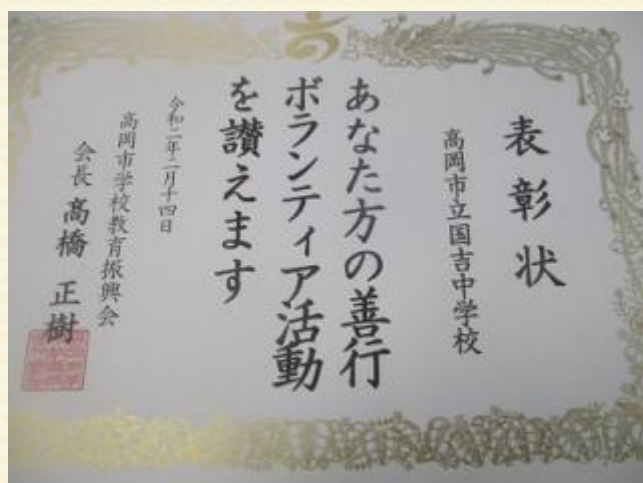 表彰状
高岡市立国吉中学校
あなた方の善行
ボランティア活動
を讃えます
令和二年二月十四日
高岡市学校教育振興会
会長 髙橋 正樹